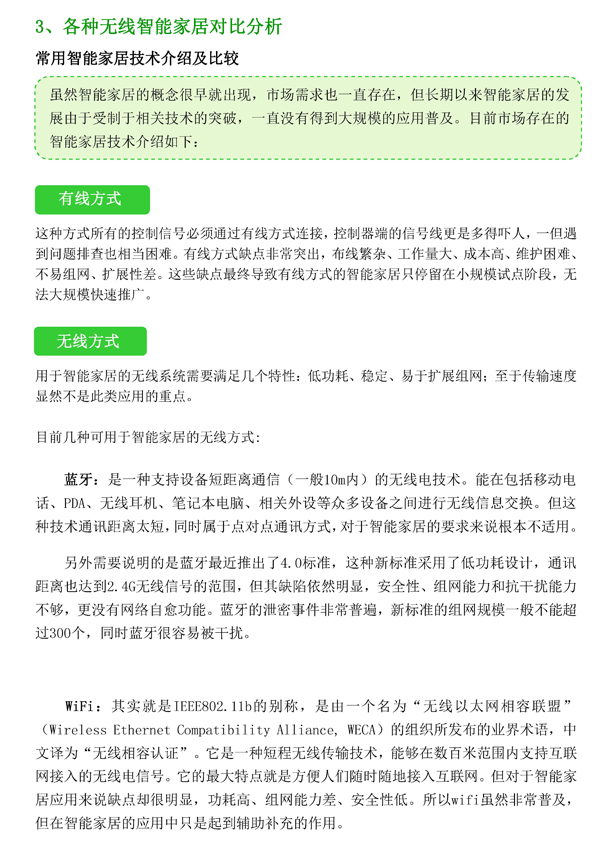 3、各种无线智能家居对比分析
常用智能家居技术介绍及比较
虽然智能家居的概念很早就出现，市场需求也一直存在，但长期以来智能家居的发
展由于受制于相关技术的突破，一直没有得到大规模的应用普及。目前市场存在的
智能家居技术介绍如下：
有线方式
这种方式所有的控制信号必须通过有线方式连接，控制器端的信号线更是多得吓人，一但遇
到问题排查也相当困难。有线方式缺点非常突出，布线繁杂、工作量大、成本高、维护困难、
不易组网、扩展性差。这些缺点最终导致有线方式的智能家居只停留在小规模试点阶段，无
法大规模快速推广。
无线方式
用于智能家居的无线系统需要满足几个特性：低功耗、稳定、易于扩展组网；至于传输速度
显然不是此类应用的重点。
目前几种可用于智能家居的无线方式:
蓝牙：是一种支持设备短距离通信（一般10m内）的无线电技术。能在包括移动电
话、PDA、无线耳机、笔记本电脑、相关外设等众多设备之间进行无线信息交换。但这
种技术通讯距离太短，同时属于点对点通讯方式，对于智能家居的要求来说根本不适用。
另外需要说明的是蓝牙最近推出了4.0标准，这种新标准采用了低功耗设计，通讯
距离也达到2.4G无线信号的范围，但其缺陷依然明显，安全性、组网能力和抗干扰能力
不够，更没有网络自愈功能。蓝牙的泄密事件非常普遍，新标准的组网规模一般不能超
过300个，同时蓝牙很容易被干扰。
WiFi：其实就是IEEE802.11b的别称，是由一个名为“无线以太网相容联盟”
（Wireless Ethernet Compatibility Alliance, WECA）的组织所发布的业界术语，中
文译为“无线相容认证”。它是一种短程无线传输技术，能够在数百米范围内支持互联
网接入的无线电信号。它的最大特点就是方便人们随时随地接入互联网。但对于智能家
居应用来说缺点却很明显，功耗高、组网能力差、安全性低。所以wifi虽然非常普及，
但在智能家居的应用中只是起到辅助补充的作用。